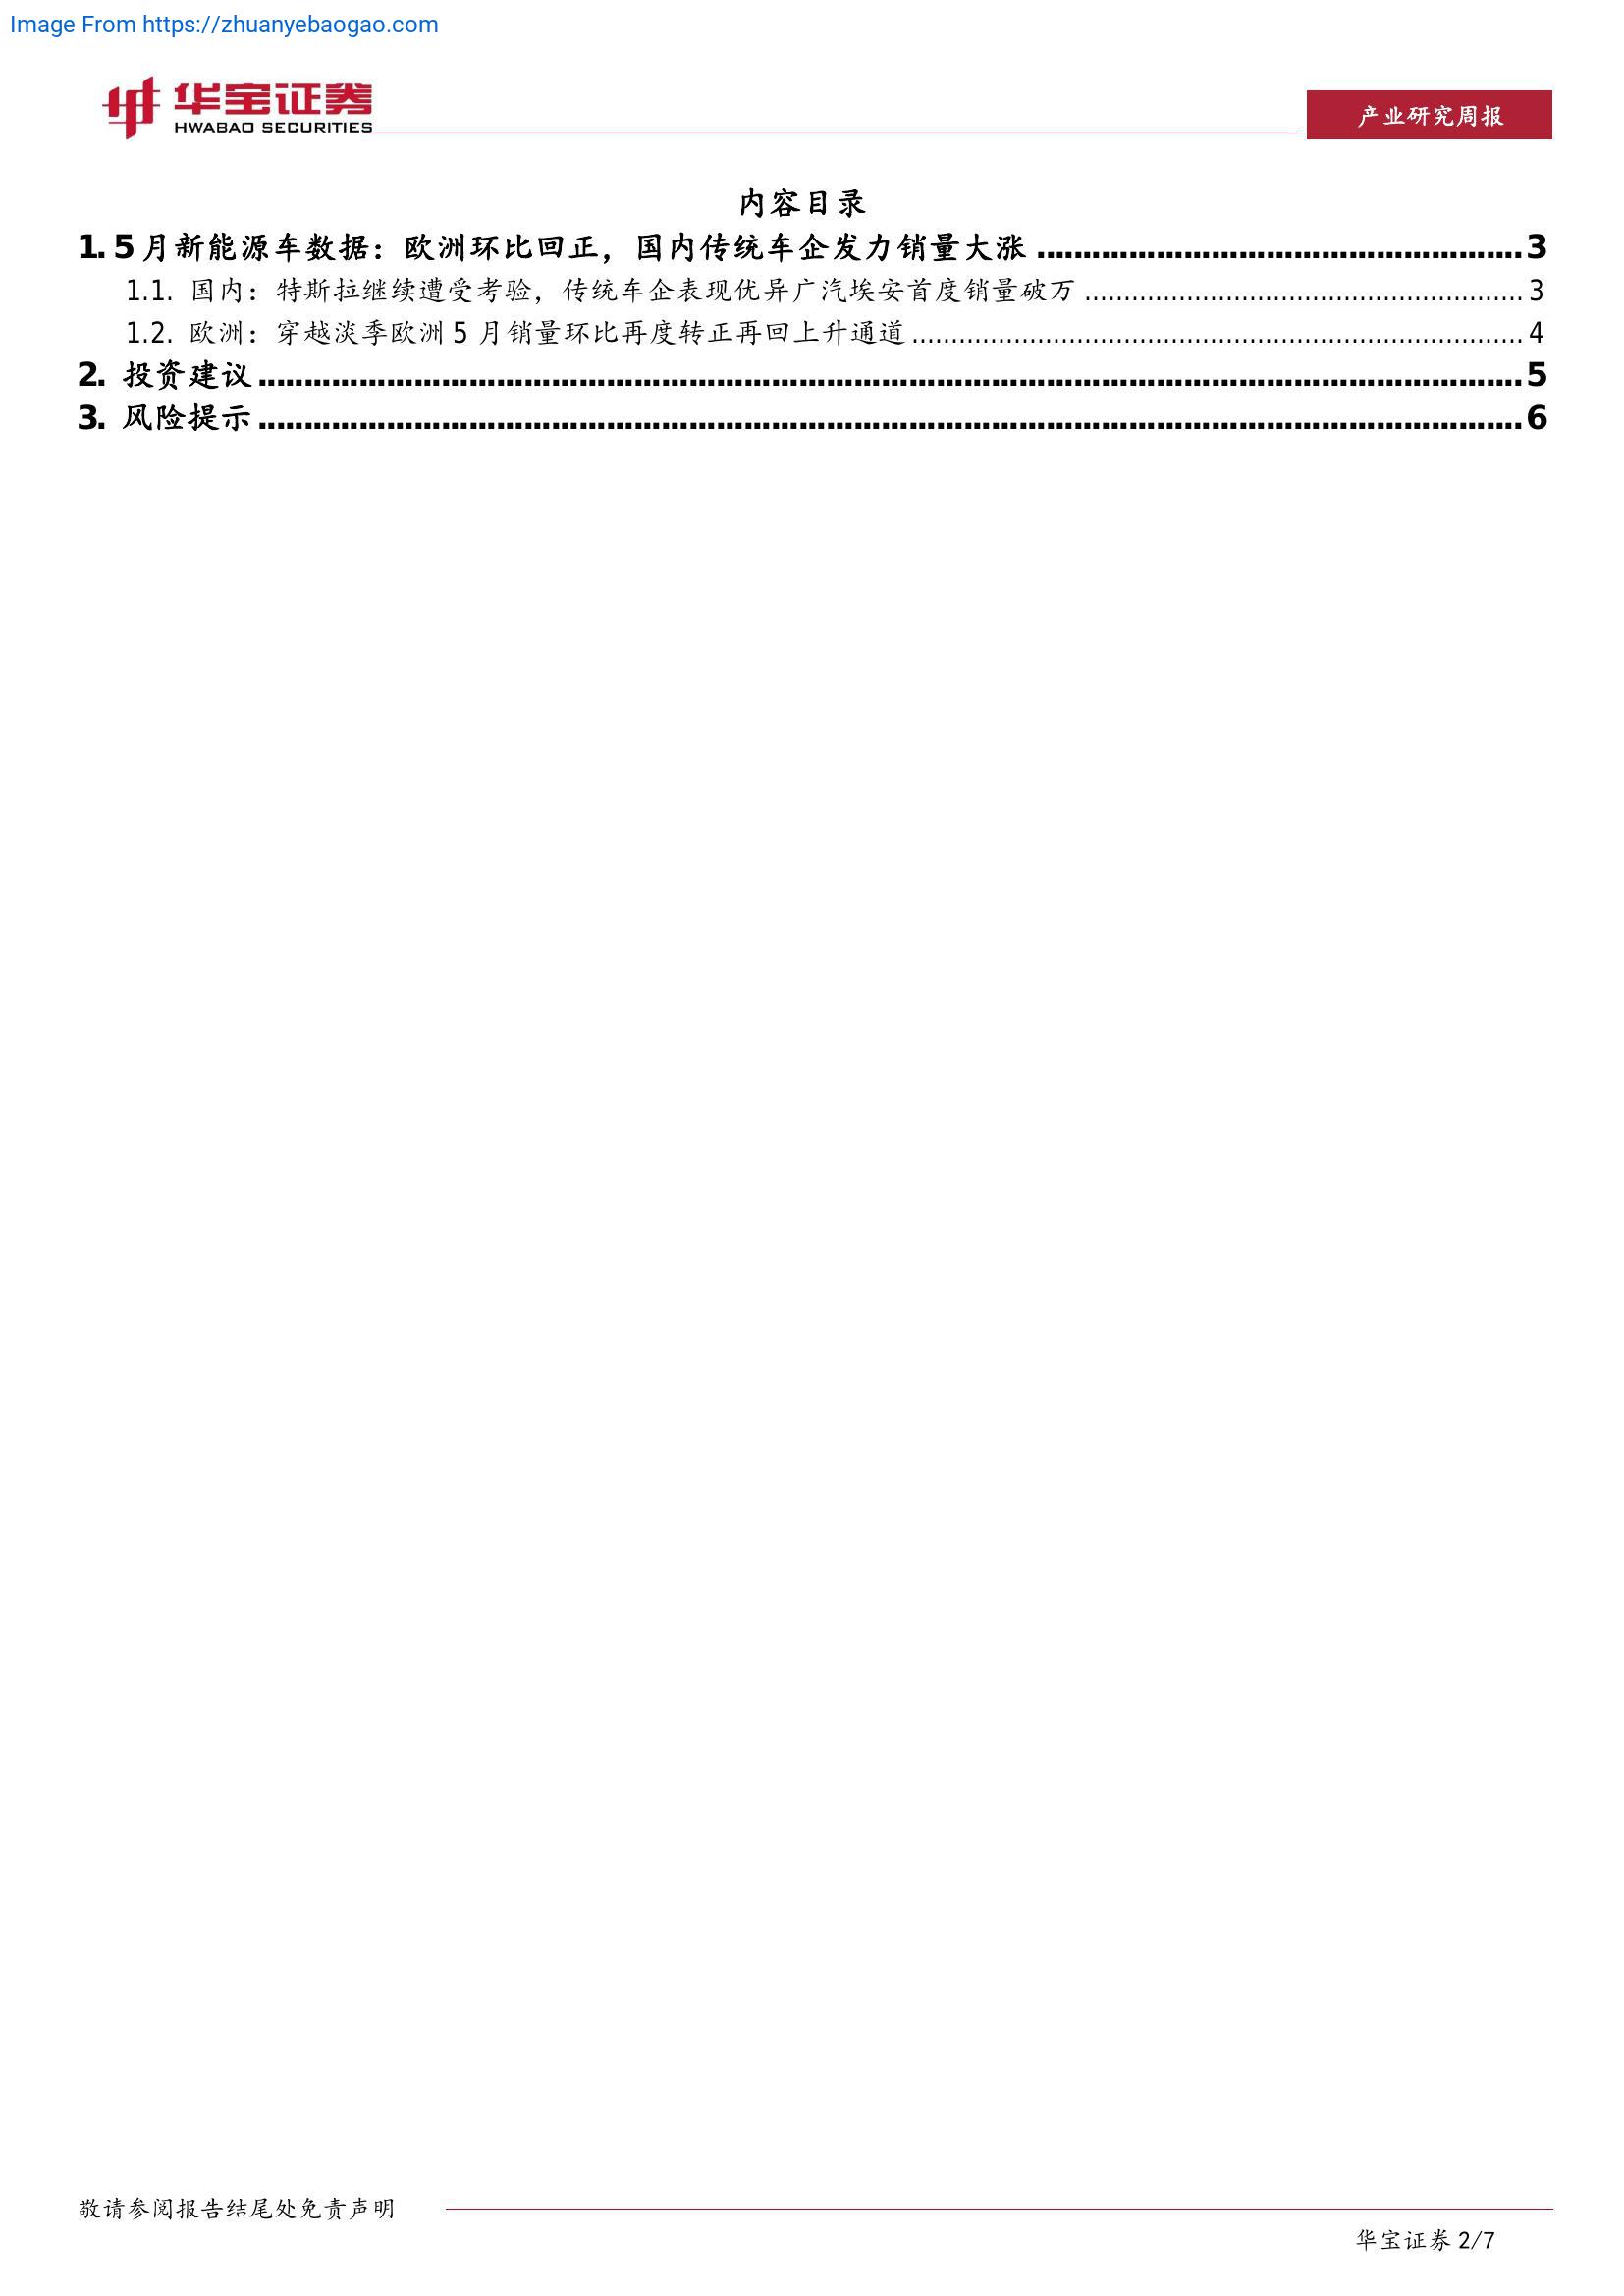 Image From https://zhuanyebaogao.com
华宝证券
HWABAO SECURITIES
产业研究周报
内容目录
1. 5 月新能源车数据：欧洲环比回正，国内传统车企发力销量大涨 ........................................................ 3
1.1. 国内：特斯拉继续遭受考验，传统车企表现优异广汽埃安首度销量破万 ........................................................ 3
1.2. 欧洲：穿越淡季欧洲 5 月销量环比再度转正再回上升通道 .............................................................................. 4
2. 投资建议 ................................................................................................................................................ 5
3. 风险提示 ................................................................................................................................................ 6
敬请参阅报告结尾处免责声明
华宝证券 2/7